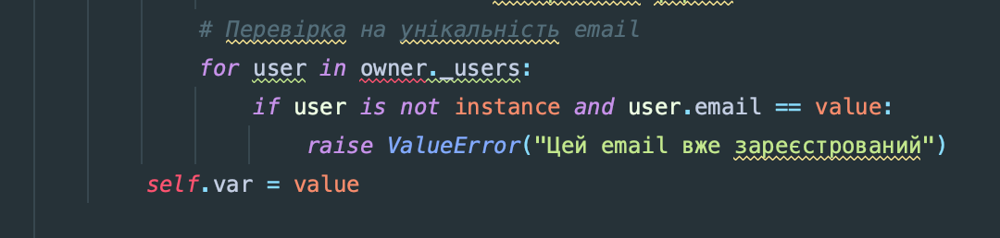 # Перевірка на унікальність email
for user in owner._users:
if user is not instance and user.email == value:
raise ValueError("Цей email вже зареєстрований")
self.var = value